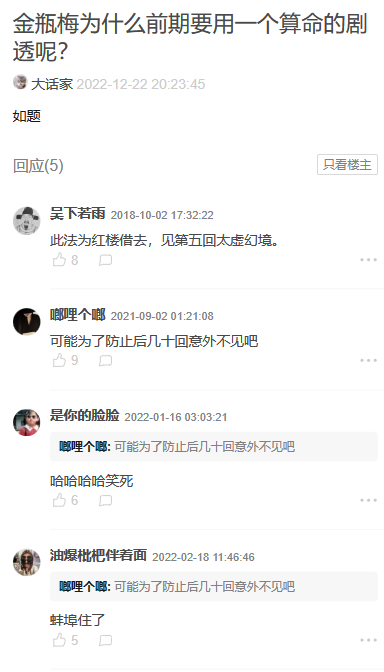 金瓶梅为什么前期要用一个算命的剧
透呢？
大话家 2022-12-22 20:23:45
如题
回应(5)
只看楼主
吴下若雨 2018-10-02 17:32:22
此法为红楼借去，见第五回太虚幻境。
8
嘟哩个嘟 2021-09-02 01:21:08
可能为了防止后几十回意外不见吧
9
是你的脸脸 2022-01-16 03:03:21
嘟哩个嘟: 可能为了防止后几十回意外不见吧
哈哈哈哈笑死
6
油爆枇杷伴着面 2022-02-18 11:46:46
嘟哩个嘟: 可能为了防止后几十回意外不见吧
蚌埠住了
5